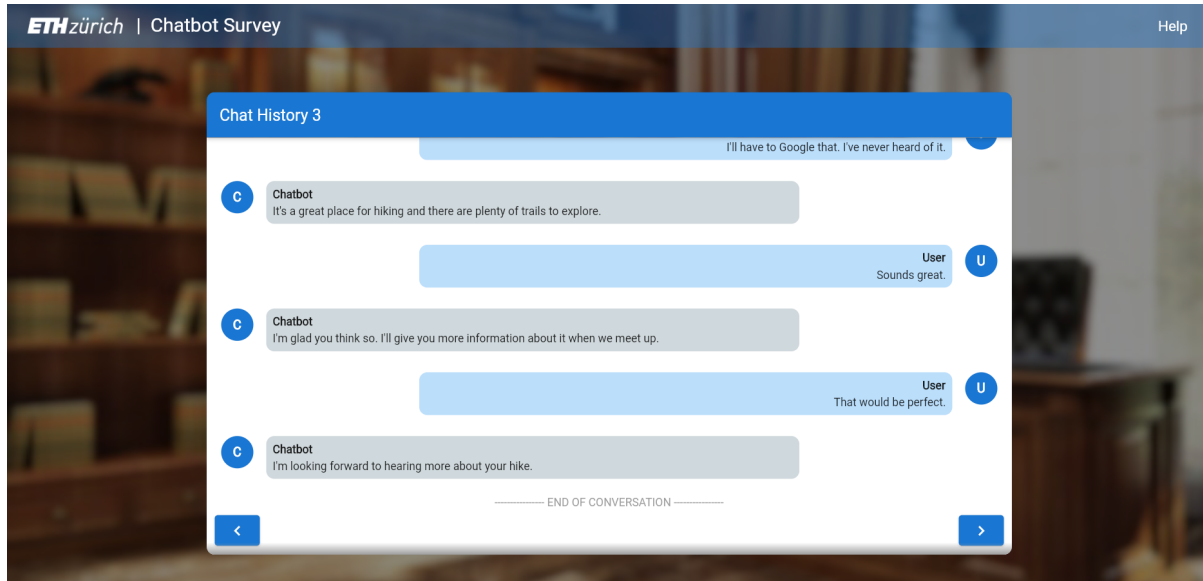 ETHzürich | Chatbot Survey
Help
Chat History 3
I'll have to Google that. I've never heard of it.
C
Chatbot
It's a great place for hiking and there are plenty of trails to explore.
User
U
Sounds great.
C
Chatbot
I'm glad you think so. I'll give you more information about it when we meet up.
User
U
That would be perfect.
C
Chatbot
I'm looking forward to hearing more about your hike.
---------------- END OF CONVERSATION ----------------
<
>